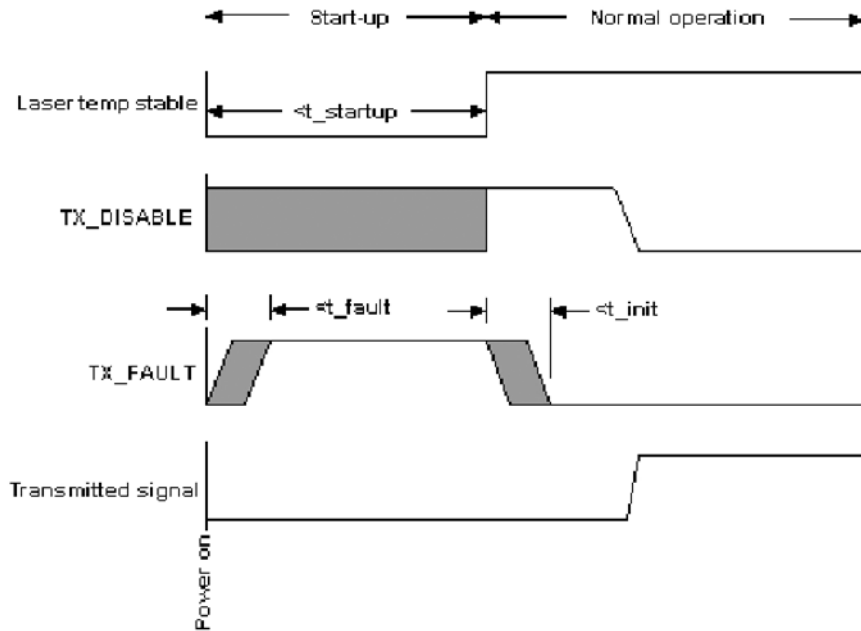 Start-up
Normal operation
Laser temp stable
<t_startup
TX_DISABLE
<t_fault
<t_init
TX_FAULT
Transmitted signal
Power on